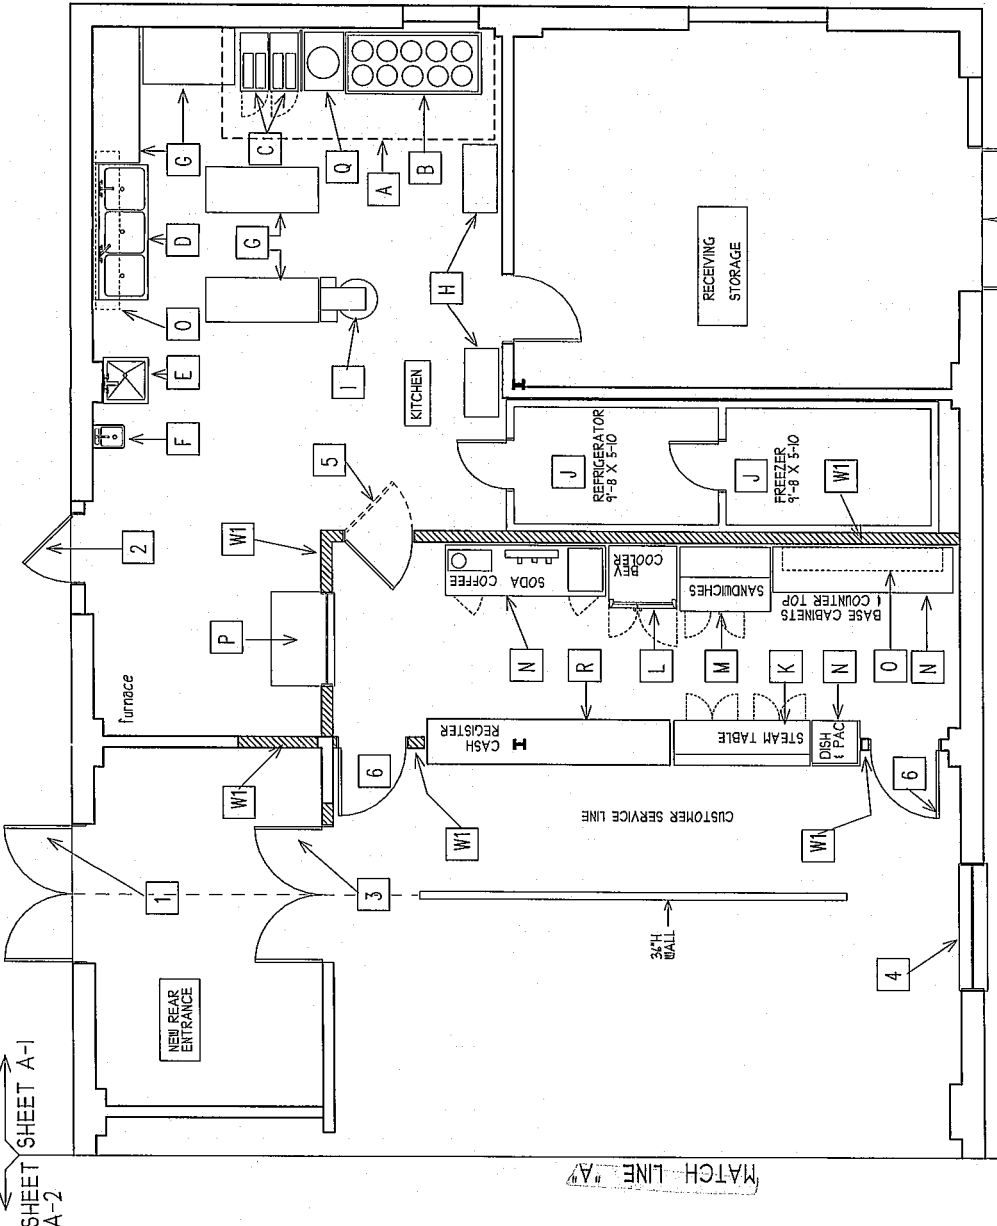 SHEET A-1
SHEET
A-2
MATCH LINE "A"
NEW REAR
ENTRANCE
1
3
2
furnace
W1
P
W1
5
F
E
O
D
G
G
C
Q
A
B
G
I
H
KITCHEN
RECEIVING
STORAGE
J
REFRIGERATOR
9'-8 X 5-10
J
FREEZER
9'-8 X 5-10
W1
COFFEE
SODA
BEV.
COOLER
SANDWICHES
BASE CABINETS
& COUNTER TOP
N
R
L
M
K
N
O
N
CASH
REGISTER
STEAM TABLE
DISH
& PAC
6
W1
W1
6
CUSTOMER SERVICE LINE
36"H
WALL
4